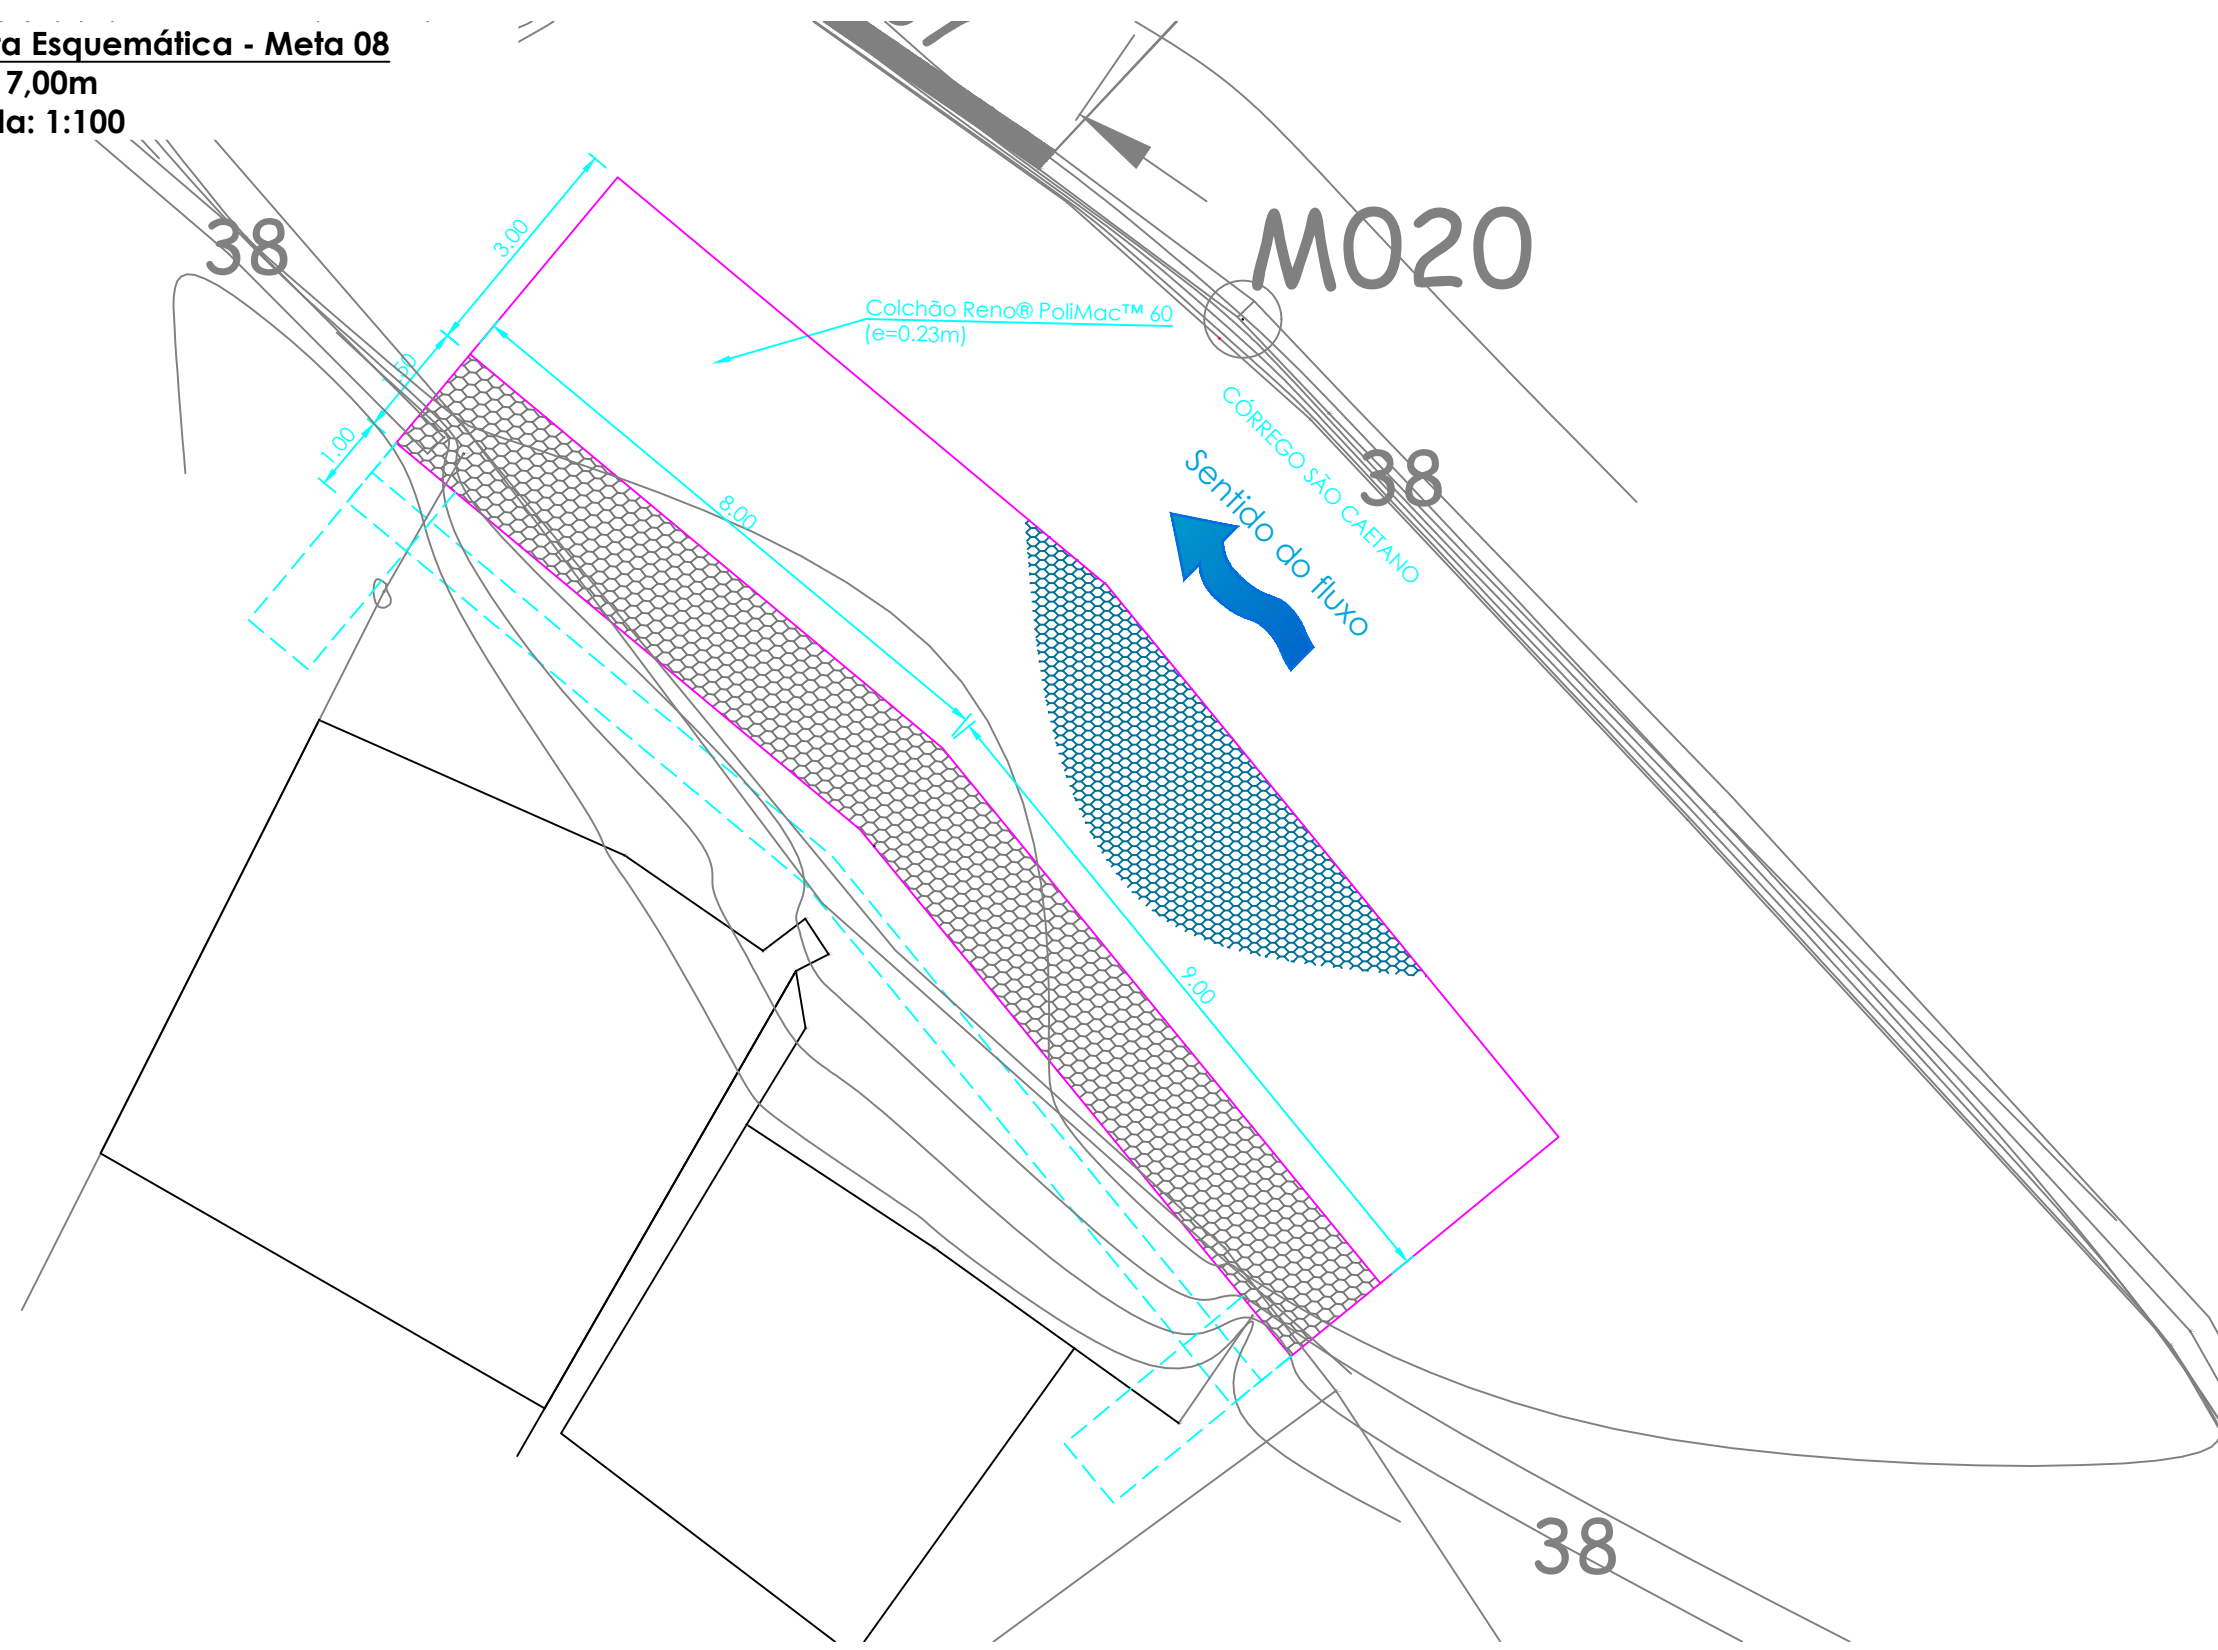 a Esquemática - Meta 08
7,00m
la: 1:100
M020
38
3.00
Colchão Reno® PoliMac™ 60
(e=0.23m)
.50
1.00
CÓRREGO SÃO CAETANO
38
Sentido do fluxo
8.00
9.00
38